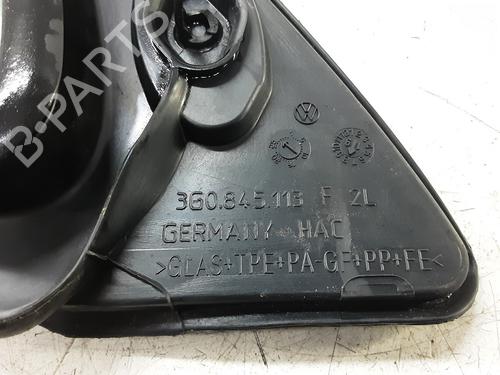 B-PARTS
3G0.845.113 F 2L
GERMANY HAC
>GLAS+TPE+PA-GF+PP+FE<